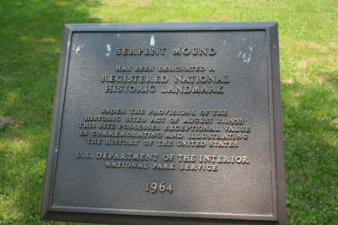 SERPENT MOUND
HAS BEEN DESIGNATED A
REGISTERED NATIONAL
HISTORIC LANDMARK
UNDER THE PROVISIONS OF THE
HISTORIC SITES ACT OF AUGUST 21, 1935
THIS SITE POSSESSES EXCEPTIONAL VALUE
IN COMMEMORATING AND ILLUSTRATING
THE HISTORY OF THE UNITED STATES
U.S. DEPARTMENT OF THE INTERIOR
NATIONAL PARK SERVICE
1964